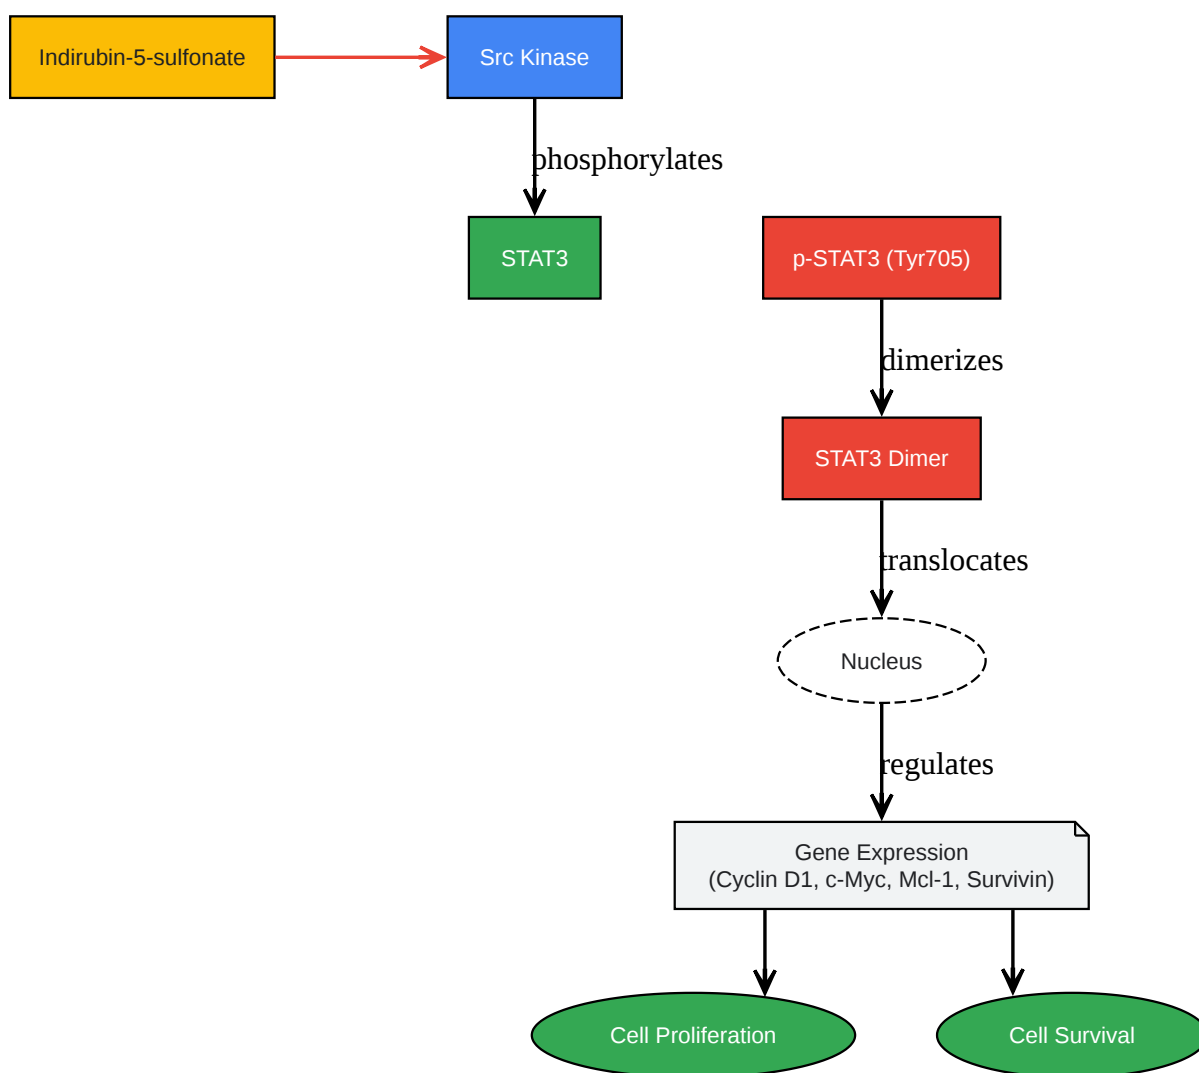 Indirubin-5-sulfonate
Src Kinase
phosphorylates
STAT3
p-STAT3 (Tyr705)
dimerizes
STAT3 Dimer
translocates
Nucleus
regulates
Gene Expression
(Cyclin D1, c-Myc, Mcl-1, Survivin)
Cell Proliferation
Cell Survival